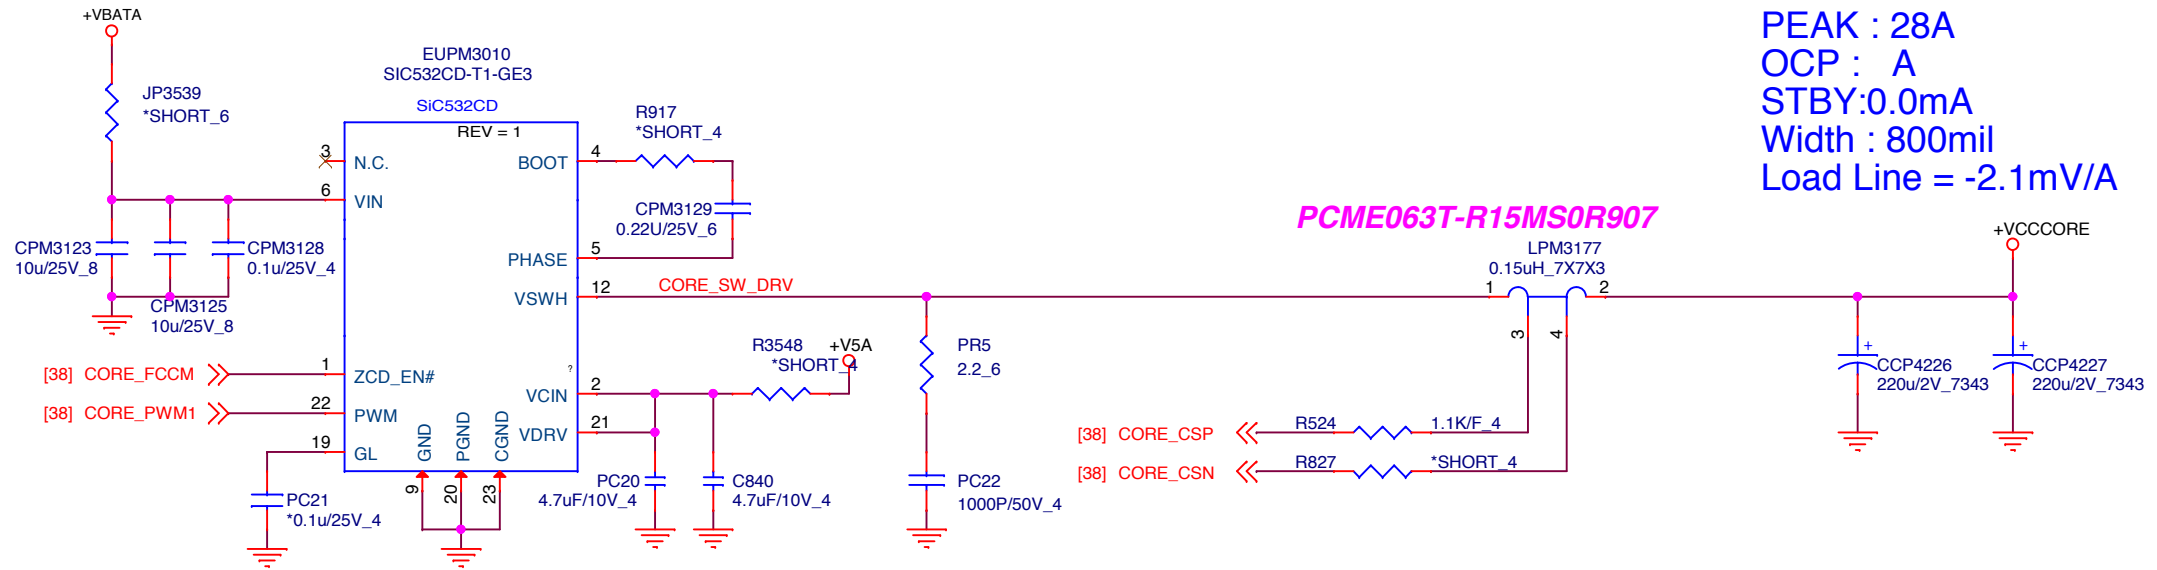 +VBATA
PEAK : 28A
OCP :   A
STBY:0.0mA
Width : 800mil
Load Line = -2.1mV/A
EUPM3010
SIC532CD-T1-GE3
SiC532CD
REV = 1
JP3539
*SHORT_6
R917
*SHORT_4
3
N.C.
BOOT
4
6
VIN
CPM3129
0.22U/25V_6
PCME063T-R15MS0R907
LPM3177
0.15uH_7X7X3
+VCCCORE
CPM3123
10u/25V_8
CPM3128
0.1u/25V_4
CPM3125
10u/25V_8
PHASE
5
VSWH
12
CORE_SW_DRV
1
2
3
4
R3548
*SHORT_4
+V5A
PR5
2.2_6
CCP4226
220u/2V_7343
CCP4227
220u/2V_7343
?
[38] CORE_FCCM
1
ZCD_EN#
VCIN
2
[38] CORE_PWM1
22
PWM
VDRV
21
19
GL
GND
PGND
CGND
9
20
23
PC21
*0.1u/25V_4
PC20
4.7uF/10V_4
C840
4.7uF/10V_4
PC22
1000P/50V_4
[38] CORE_CSP
R524
1.1K/F_4
[38] CORE_CSN
R827
*SHORT_4
+
+